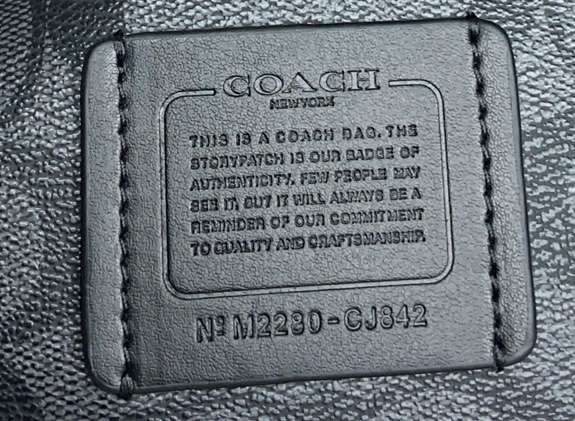 COACH
NEW YORK
THIS IS A COACH BAG. THE
STORYPATCH IS OUR BADGE OF
AUTHENTICITY. FEW PEOPLE MAY
SEE IT, BUT IT WILL ALWAYS BE A
REMINDER OF OUR COMMITMENT
TO QUALITY AND CRAFTSMANSHIP.
Nº M2280-CJ842